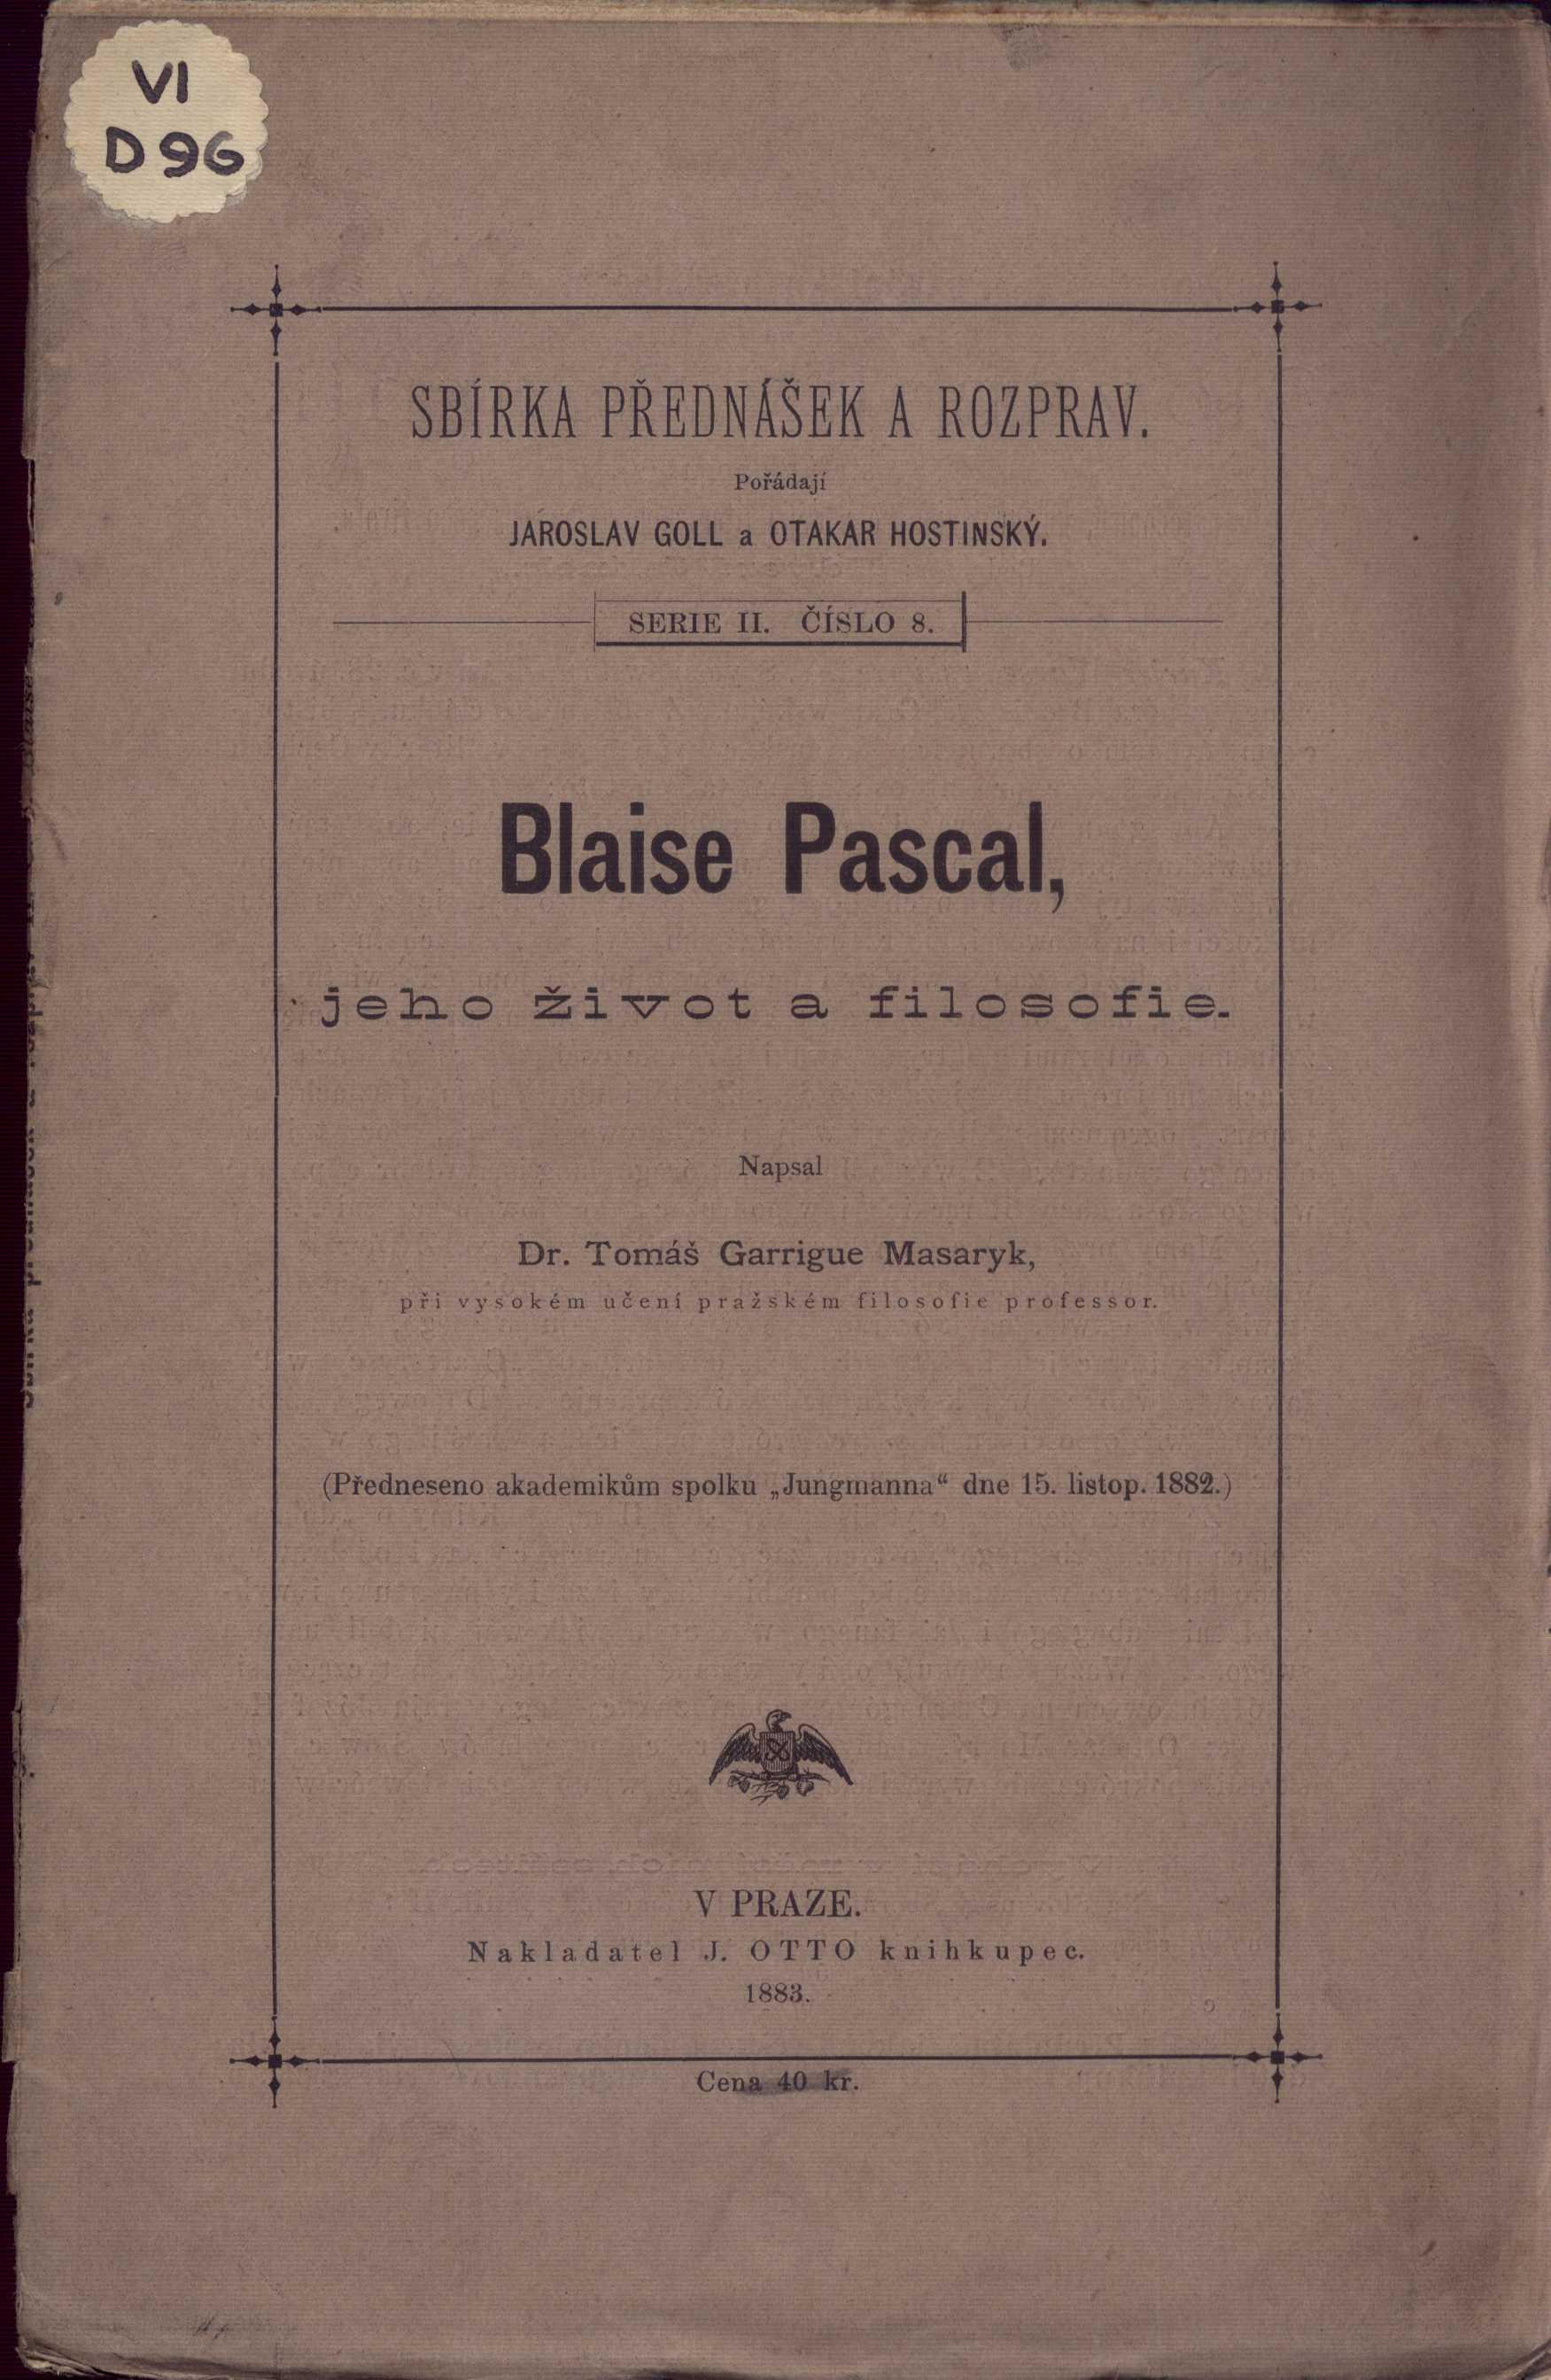 VI
D 96
SBÍRKA PŘEDNÁŠEK A ROZPRAV.
Pořádají
JAROSLAV GOLL a OTAKAR HOSTINSKÝ.
SERIE II. ČÍSLO 8.
Blaise Pascal,
jeho život a filosofie.
Napsal
Dr. Tomáš Garrigue Masaryk,
při vysokém učení pražském filosofie professor.
(Předneseno akademikům spolku „Jungmanna“ dne 15. listop. 1882.)
V PRAZE.
Nakladatel J. OTTO knihkupec.
1883.
Cena 40 kr.